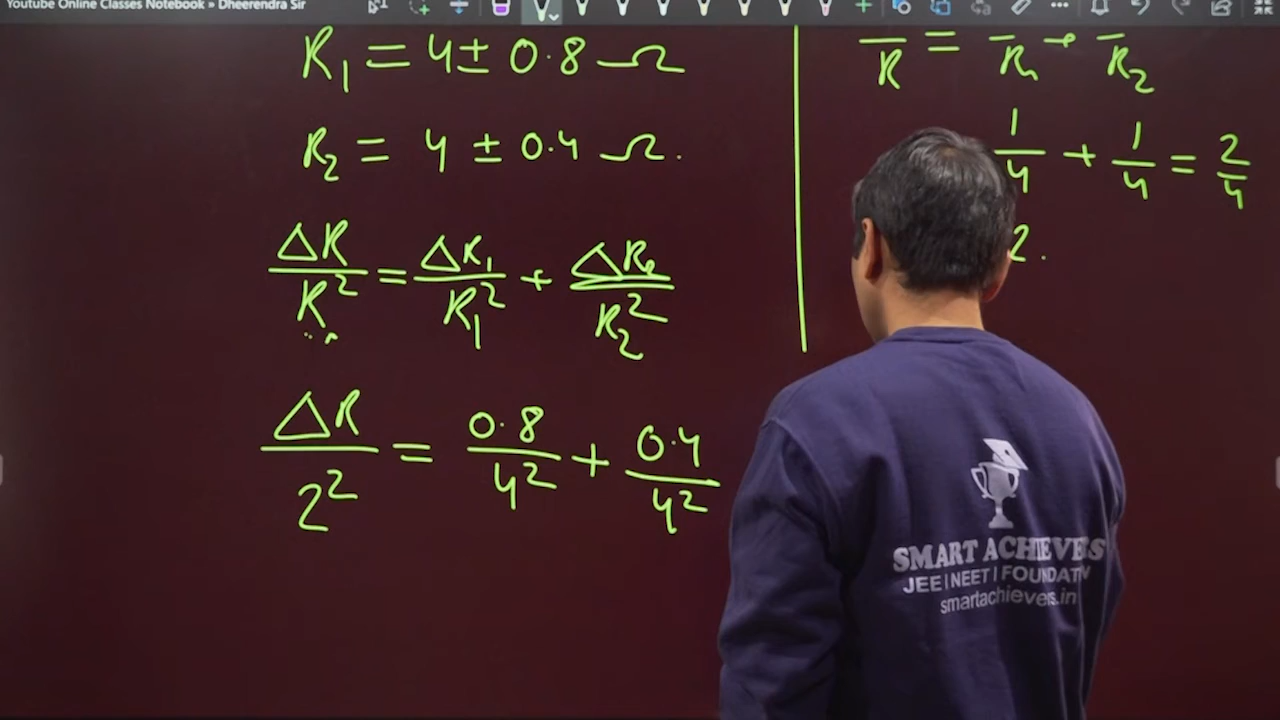 Youtube Online Classes Notebook » Dheerendra Sir
R₁ = 4 ± 0.8 Ω
R₂ = 4 ± 0.4 Ω.
ΔR/R² = ΔR₁/R₁² + ΔR₂/R₂²
ΔR/2² = 0.8/4² + 0.4/4²
/R = /R₁ + /R₂
1/4 + 1/4 = 2/4
2.
SMART ACHIEVERS
JEE | NEET | FOUNDATION
smartachievers.in